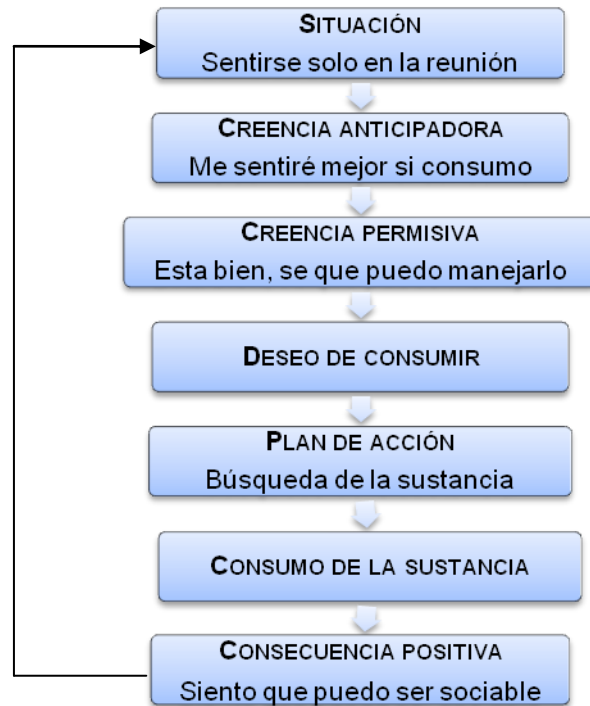 SITUACIÓN
Sentirse solo en la reunión
CREENCIA ANTICIPADORA
Me sentiré mejor si consumo
CREENCIA PERMISIVA
Esta bien, se que puedo manejarlo
DESEO DE CONSUMIR
PLAN DE ACCIÓN
Búsqueda de la sustancia
CONSUMO DE LA SUSTANCIA
CONSECUENCIA POSITIVA
Siento que puedo ser sociable